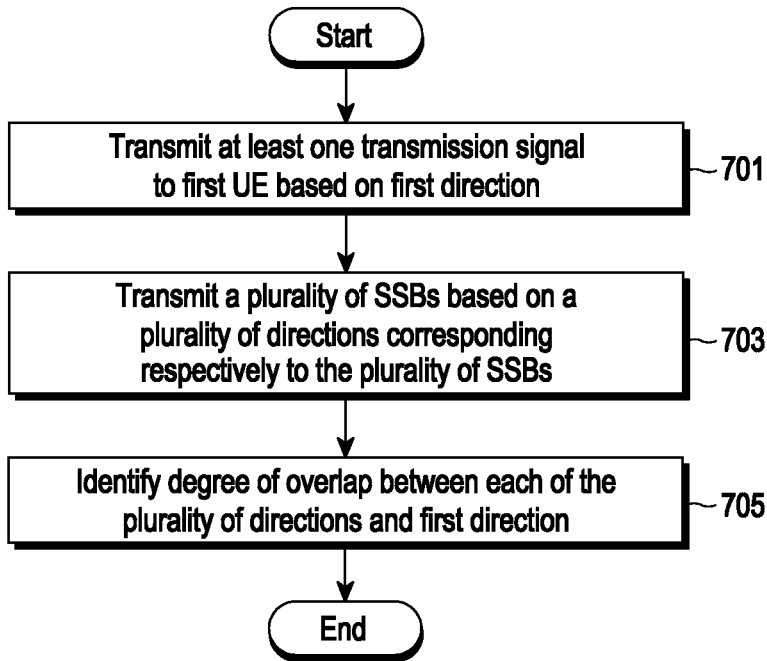 Start
Transmit at least one transmission signal
to first UE based on first direction
701
Transmit a plurality of SSBs based on a
plurality of directions corresponding
respectively to the plurality of SSBs
703
Identify degree of overlap between each of the
plurality of directions and first direction
705
End